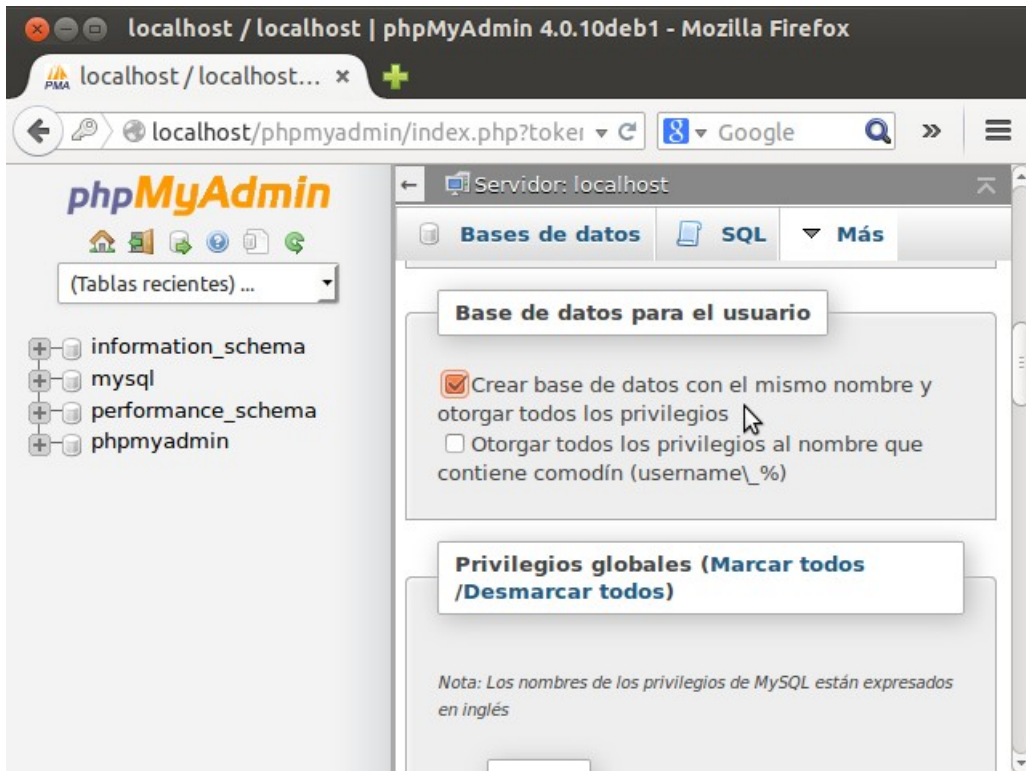 localhost / localhost | phpMyAdmin 4.0.10deb1 - Mozilla Firefox
PMA localhost / localhost... ×
localhost/phpmyadmin/index.php?toker
8 Google
»
phpMyAdmin
Servidor: localhost
Bases de datos SQL Más
(Tablas recientes) ...
information_schema
mysql
performance_schema
phpmyadmin
Base de datos para el usuario
Crear base de datos con el mismo nombre y
otorgar todos los privilegios
Otorgar todos los privilegios al nombre que
contiene comodín (username\_%)
Privilegios globales (Marcar todos
/Desmarcar todos)
Nota: Los nombres de los privilegios de MySQL están expresados
en inglés